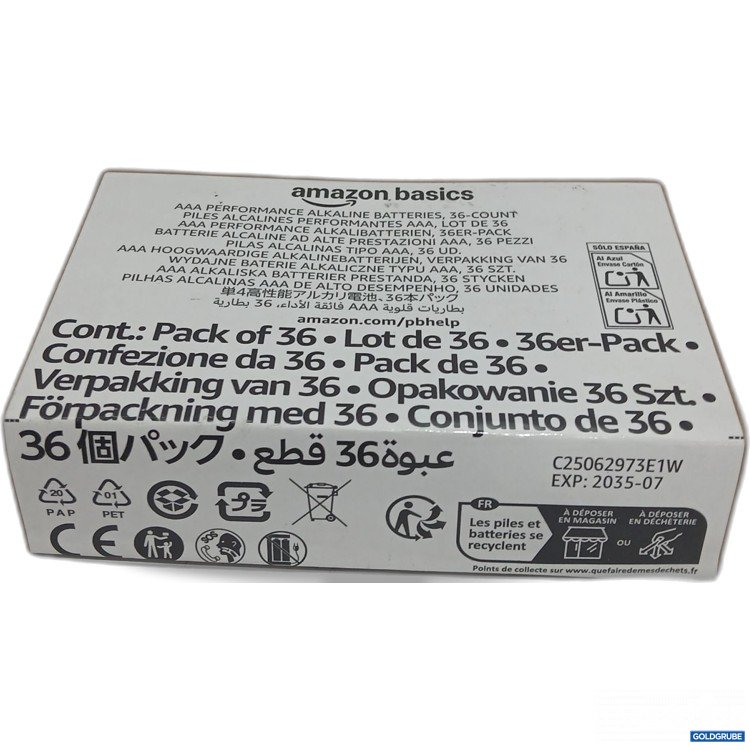 amazon basics
AAA PERFORMANCE ALKALINE BATTERIES, 36-COUNT
PILES ALCALINES PERFORMANTES AAA, LOT DE 36
AAA PERFORMANCE ALKALIBATTERIEN, 36ER-PACK
BATTERIE ALCALINE AD ALTE PRESTAZIONI AAA, 36 PEZZI
PILAS ALCALINAS TIPO AAA, 36 UD.
AAA HOOGWAARDIGE ALKALINEBATTERIJEN, VERPAKKING VAN 36
WYDAJNE BATERIE ALKALICZNE TYPU AAA, 36 SZT.
AAA ALKALISKA BATTERIER PRESTANDA, 36 STYCKEN
PILHAS ALCALINAS AAA DE ALTO DESEMPENHO, 36 UNIDADES
単4高性能アルカリ電池、36本パック
بطاريات قلوية AAA فائقة الأداء، 36 بطارية
amazon.com/pbhelp
SÓLO ESPAÑA
Al Azul
Envase Cartón
Al Amarillo
Envase Plástico
Cont.: Pack of 36 • Lot de 36 • 36er-Pack •
Confezione da 36 • Pack de 36 •
Verpakking van 36 • Opakowanie 36 Szt. •
Förpackning med 36 • Conjunto de 36 •
36 個パック • عبوة 36 قطع
C25062973E1W
EXP: 2035-07
20
PAP
01
PET
プラ
CE
FR
Les piles et
batteries se
recyclent
À DÉPOSER
EN MAGASIN
OU
À DÉPOSER
EN DÉCHÈTERIE
Points de collecte sur www.quefairedemesdechets.fr
GOLDGRUBE